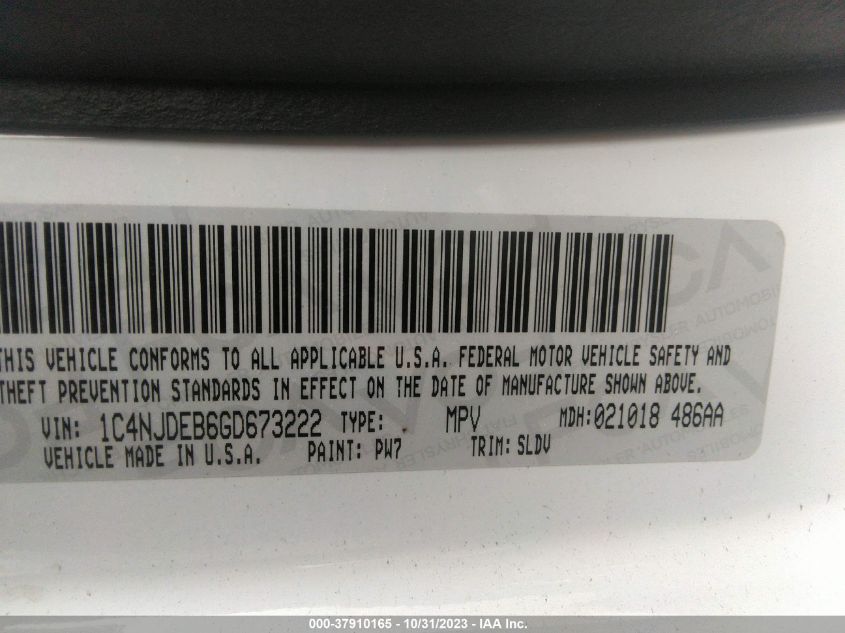 THIS VEHICLE CONFORMS TO ALL APPLICABLE U.S.A. FEDERAL MOTOR VEHICLE SAFETY AND
THEFT PREVENTION STANDARDS IN EFFECT ON THE DATE OF MANUFACTURE SHOWN ABOVE.
VIN: 1C4NJDEB6GD673222 TYPE: MPV MDH:021018 486AA
VEHICLE MADE IN U.S.A. PAINT: PW7 TRIM: SLDV
000-37910165 - 10/31/2023 - IAA Inc.